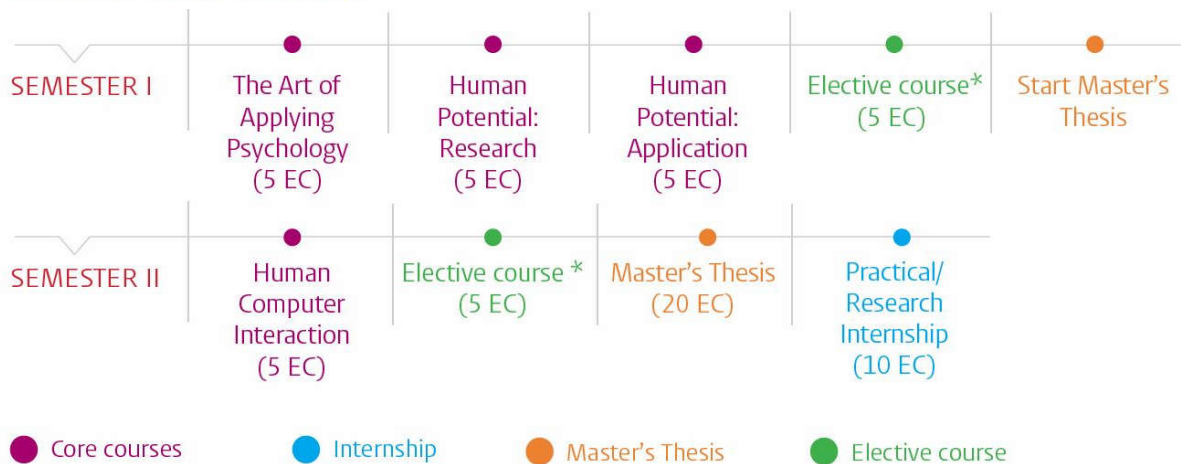 SEMESTER I
The Art of
Applying
Psychology
(5 EC)
Human
Potential:
Research
(5 EC)
Human
Potential:
Application
(5 EC)
Elective course*
(5 EC)
Start Master's
Thesis
SEMESTER II
Human
Computer
Interaction
(5 EC)
Elective course *
(5 EC)
Master's Thesis
(20 EC)
Practical/
Research
Internship
(10 EC)
Core courses
Internship
Master's Thesis
Elective course